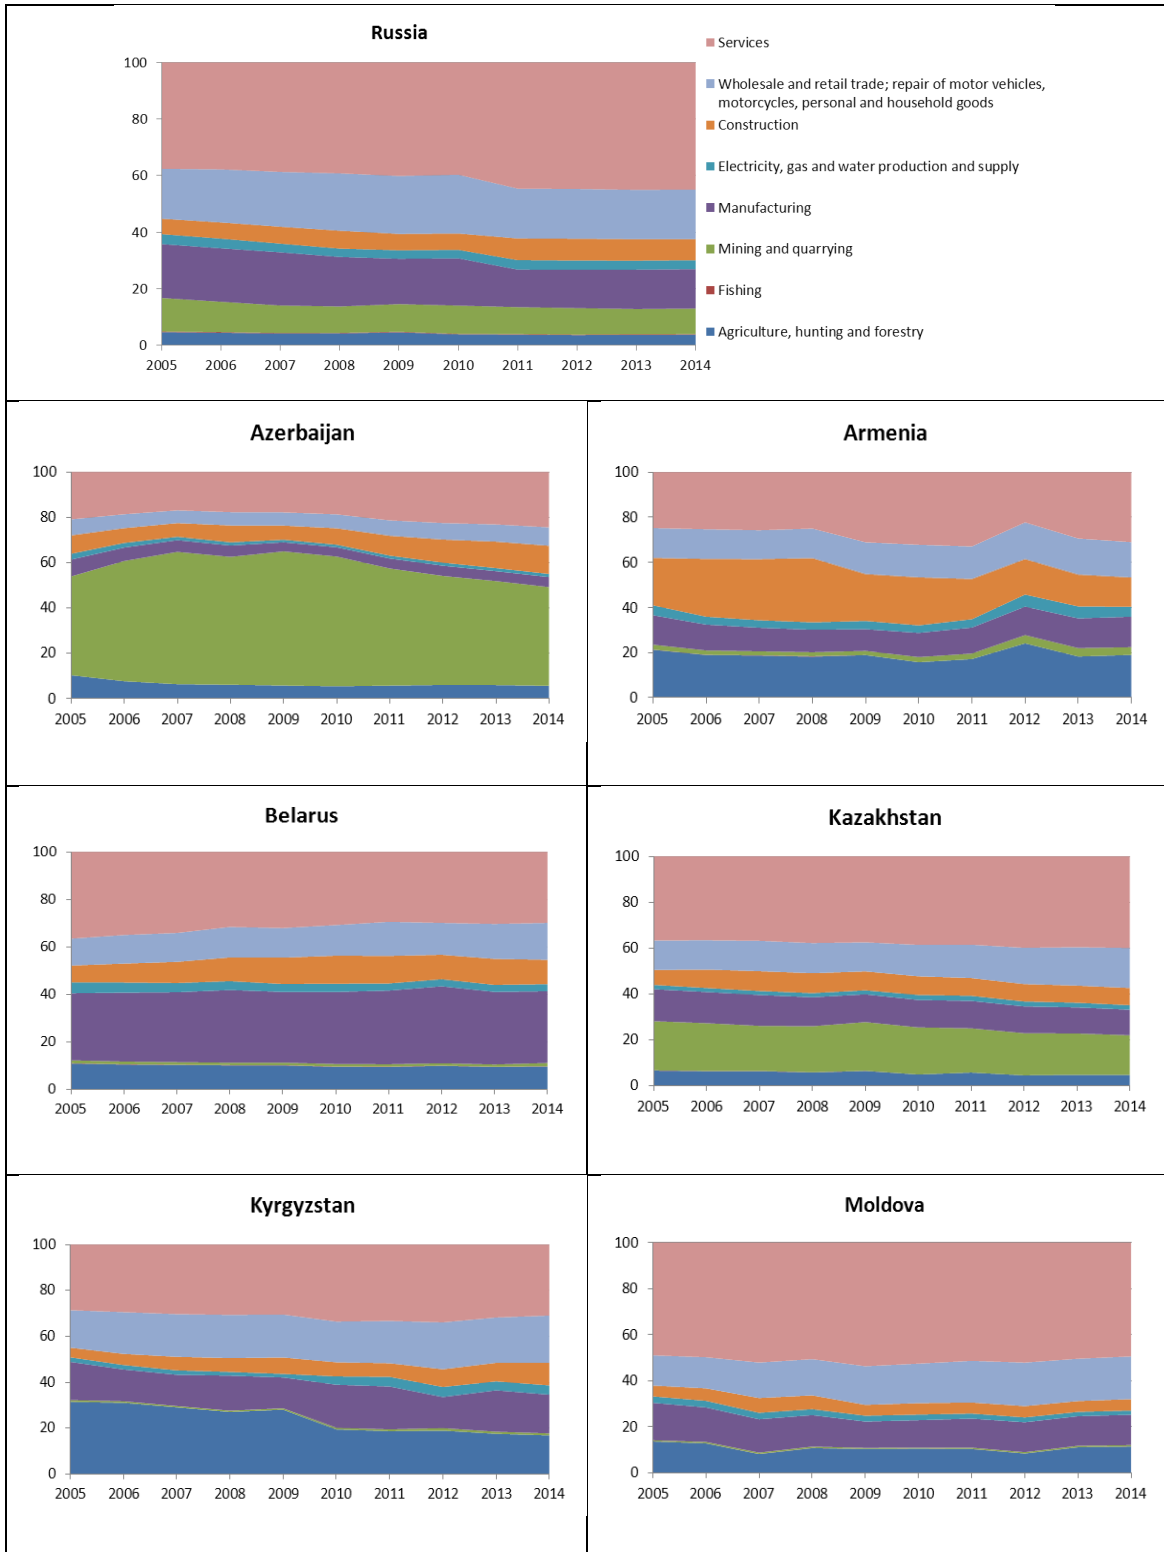 Russia
Services
Wholesale and retail trade; repair of motor vehicles,
motorcycles, personal and household goods
Construction
Electricity, gas and water production and supply
Manufacturing
Mining and quarrying
Fishing
Agriculture, hunting and forestry
100
80
60
40
20
0
2005 2006 2007 2008 2009 2010 2011 2012 2013 2014
Azerbaijan
100
80
60
40
20
0
2005 2006 2007 2008 2009 2010 2011 2012 2013 2014
Armenia
100
80
60
40
20
0
2005 2006 2007 2008 2009 2010 2011 2012 2013 2014
Belarus
100
80
60
40
20
0
2005 2006 2007 2008 2009 2010 2011 2012 2013 2014
Kazakhstan
100
80
60
40
20
0
2005 2006 2007 2008 2009 2010 2011 2012 2013 2014
Kyrgyzstan
100
80
60
40
20
0
2005 2006 2007 2008 2009 2010 2011 2012 2013 2014
Moldova
100
80
60
40
20
0
2005 2006 2007 2008 2009 2010 2011 2012 2013 2014